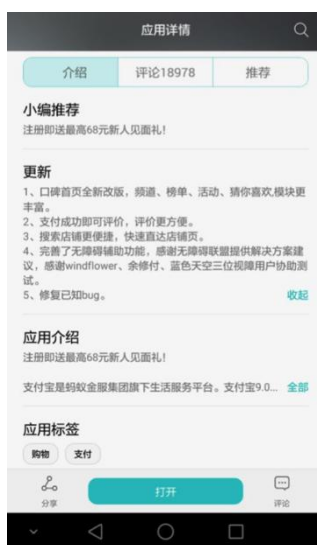 应用详情
介绍
评论18978
推荐
小编推荐
注册即送最高68元新人见面礼!
更新
1、口碑首页全新改版，频道、榜单、活动、猜你喜欢,模块更
丰富。
2、支付成功即可评价，评价更方便。
3、搜索店铺更便捷，快速直达店铺页。
4、完善了无障碍辅助功能，感谢无障碍联盟提供解决方案建
议，感谢windflower、余修付、蓝色天空三位视障用户协助测
试。
5、修复已知bug。
收起
应用介绍
注册即送最高68元新人见面礼!
支付宝是蚂蚁金服集团旗下生活服务平台。支付宝9.0... 全部
应用标签
购物
支付
分享
打开
评论